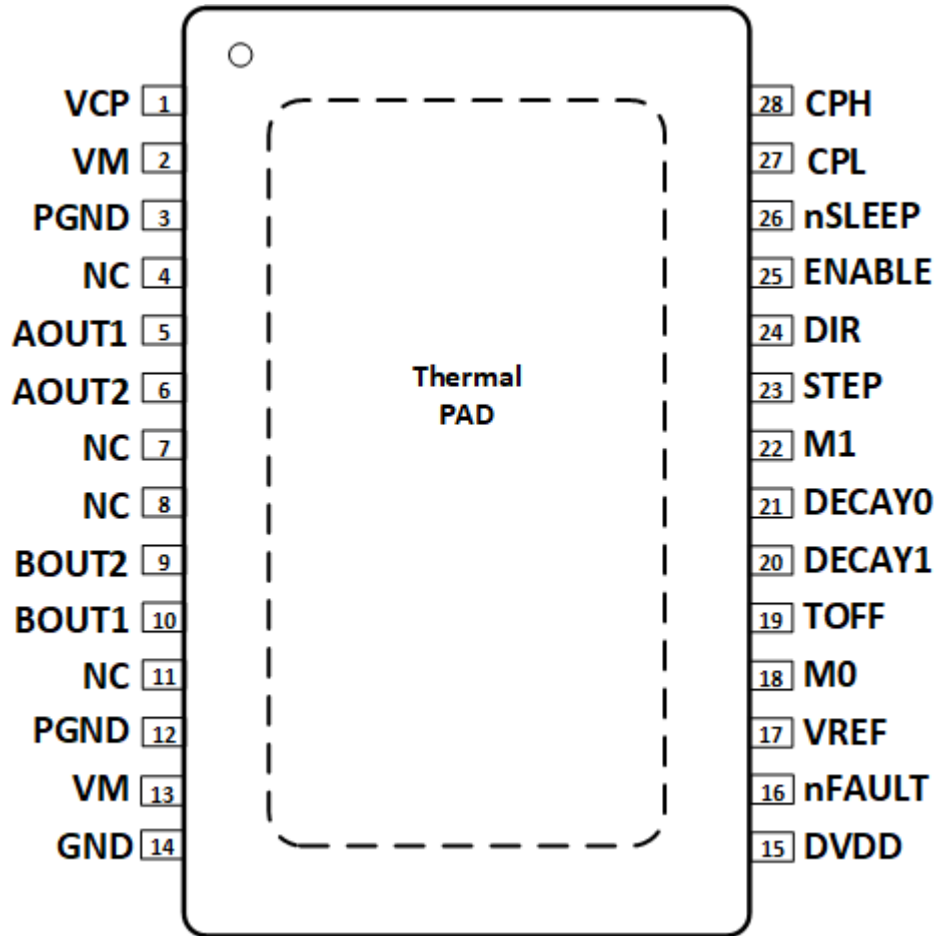 VCP 1 28 CPH
VM 2 27 CPL
PGND 3 26 nSLEEP
NC 4 25 ENABLE
AOUT1 5 24 DIR
Thermal
PAD
AOUT2 6 23 STEP
NC 7 22 M1
NC 8 21 DECAY0
BOUT2 9 20 DECAY1
BOUT1 10 19 TOFF
NC 11 18 M0
PGND 12 17 VREF
VM 13 16 nFAULT
GND 14 15 DVDD